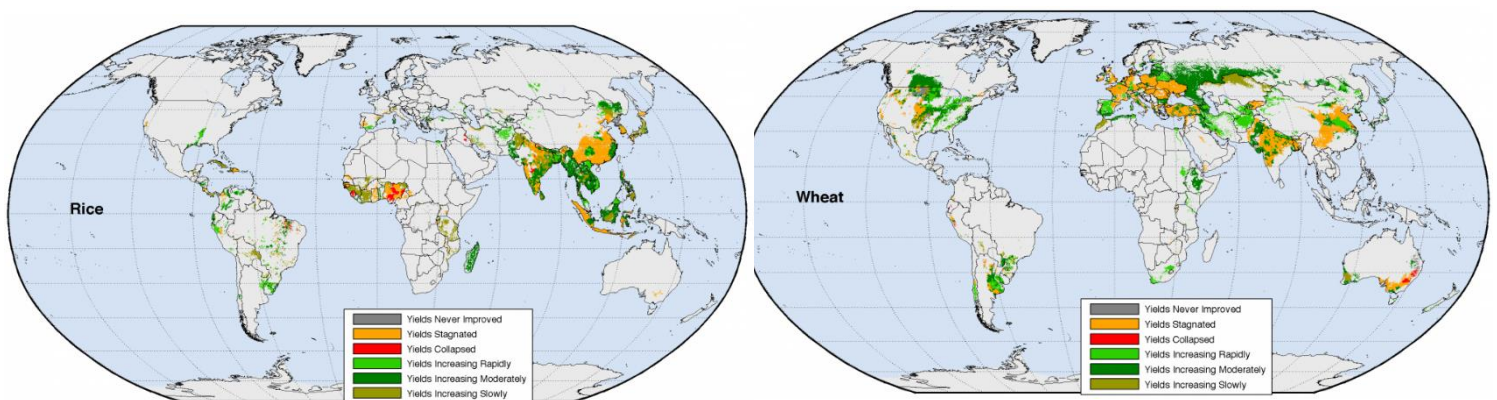 Rice
Yields Never Improved
Yields Stagnated
Yields Collapsed
Yields Increasing Rapidly
Yields Increasing Moderately
Yields Increasing Slowly
Wheat
Yields Never Improved
Yields Stagnated
Yields Collapsed
Yields Increasing Rapidly
Yields Increasing Moderately
Yields Increasing Slowly